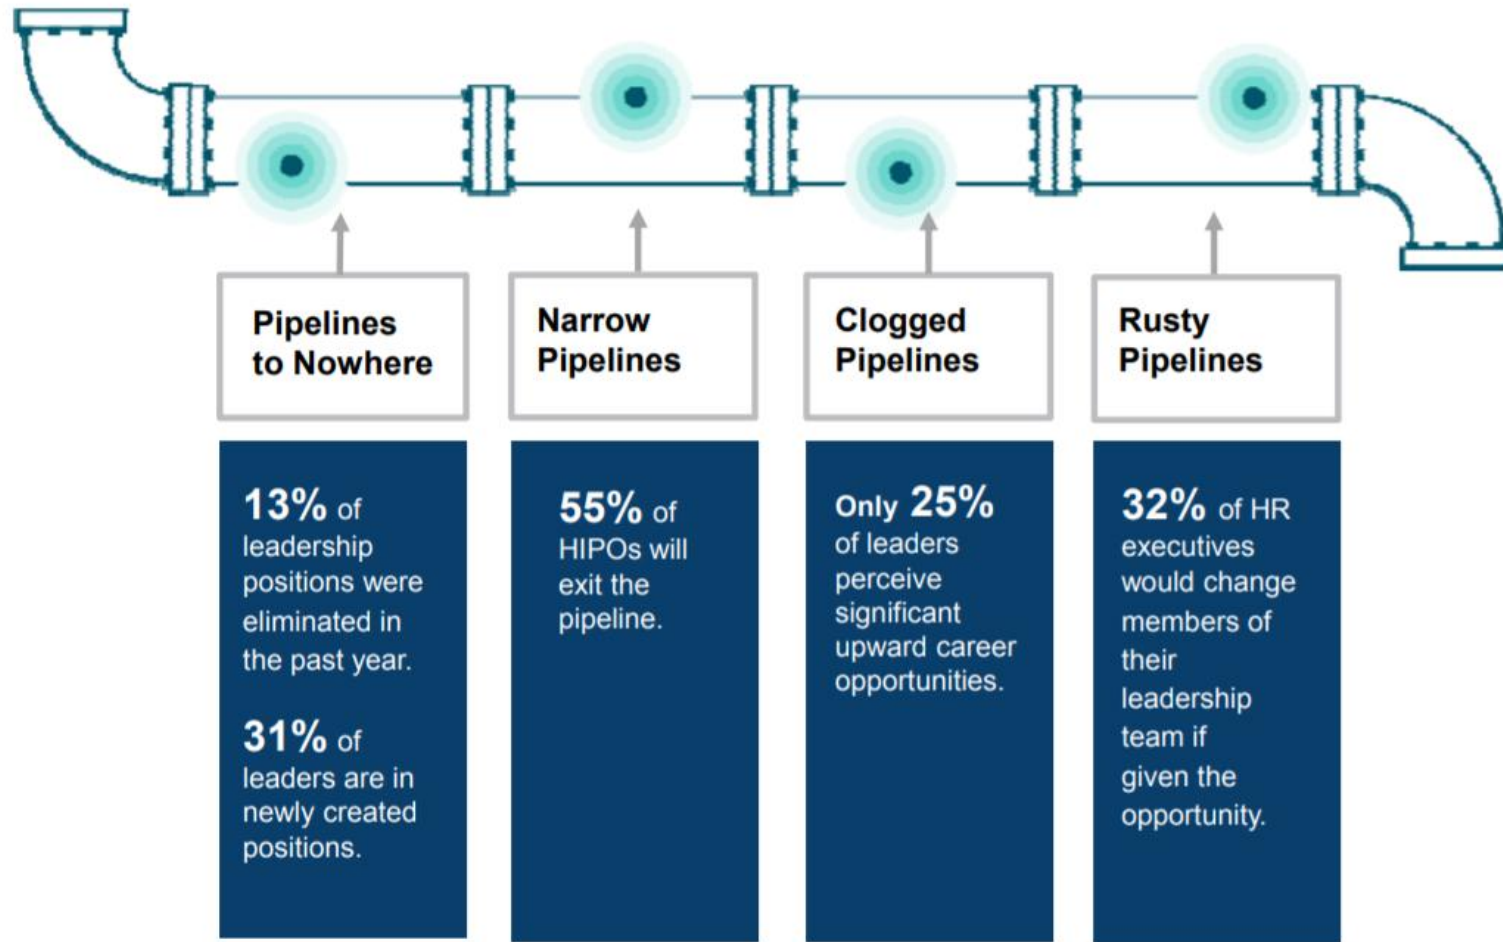 Pipelines
to Nowhere
Narrow
Pipelines
Clogged
Pipelines
Rusty
Pipelines
13% of
leadership
positions were
eliminated in
the past year.
31% of
leaders are in
newly created
positions.
55% of
HIPOs will
exit the
pipeline.
Only 25%
of leaders
perceive
significant
upward career
opportunities.
32% of HR
executives
would change
members of
their
leadership
team if
given the
opportunity.